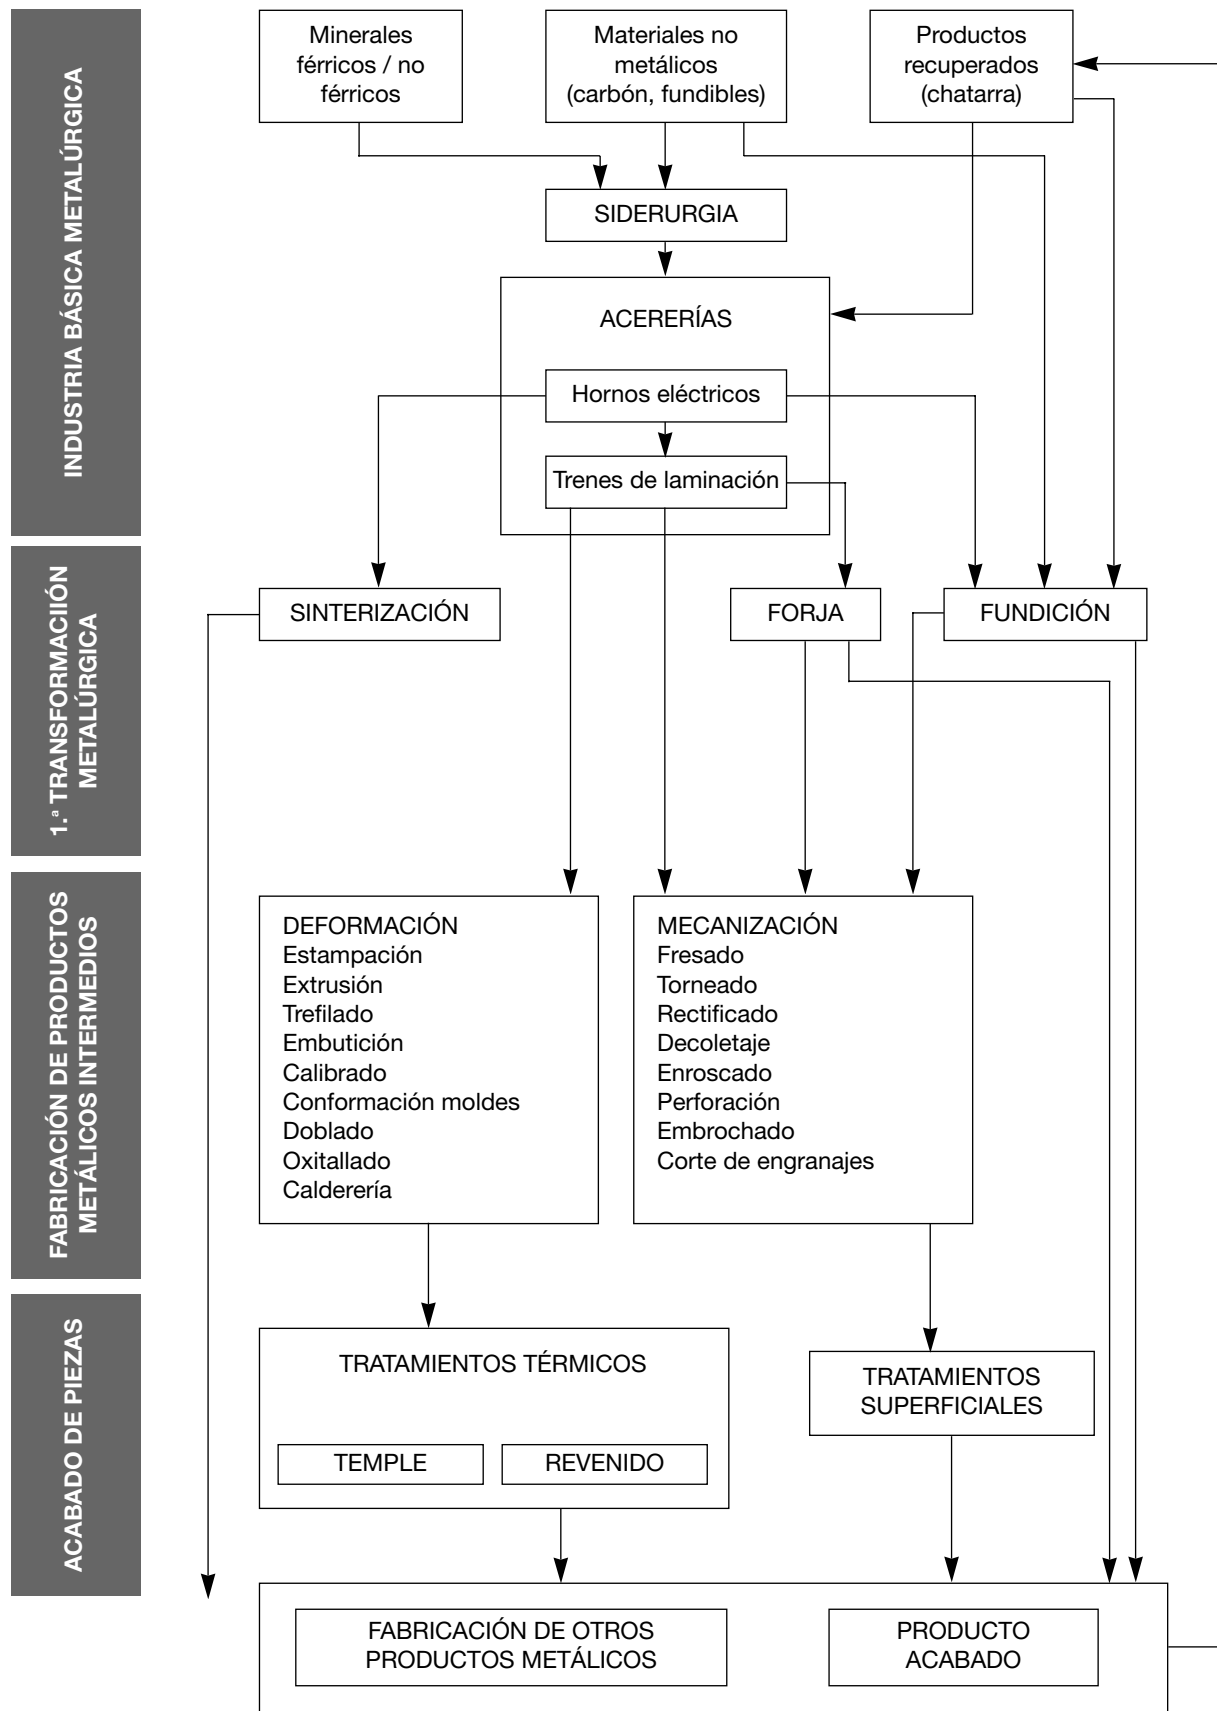 INDUSTRIA BÁSICA METALÚRGICA
Minerales
férricos / no
férricos
Materiales no
metálicos
(carbón, fundibles)
Productos
recuperados
(chatarra)
SIDERURGIA
ACERERÍAS
Hornos eléctricos
Trenes de laminación
1.ª TRANSFORMACIIÓN
METALÚRGICA
SINTERIZACIÓN
FORJA
FUNDICIÓN
FABRICACIÓN DE PRODUCTOS
METÁLICOS INTERMEDIOS
DEFORMACIÓN
Estampación
Extrusión
Trefilado
Embutición
Calibrado
Conformación moldes
Doblado
Oxitallado
Calderería
MECANIZACIÓN
Fresado
Torneado
Rectificado
Decoletaje
Enroscado
Perforación
Embrochado
Corte de engranajes
ACABADO DE PIEZAS
TRATAMIENTOS TÉRMICOS
TEMPLE
REVENIDO
TRATAMIENTOS
SUPERFICIALES
FABRICACIÓN DE OTROS
PRODUCTOS METÁLICOS
PRODUCTO
ACABADO